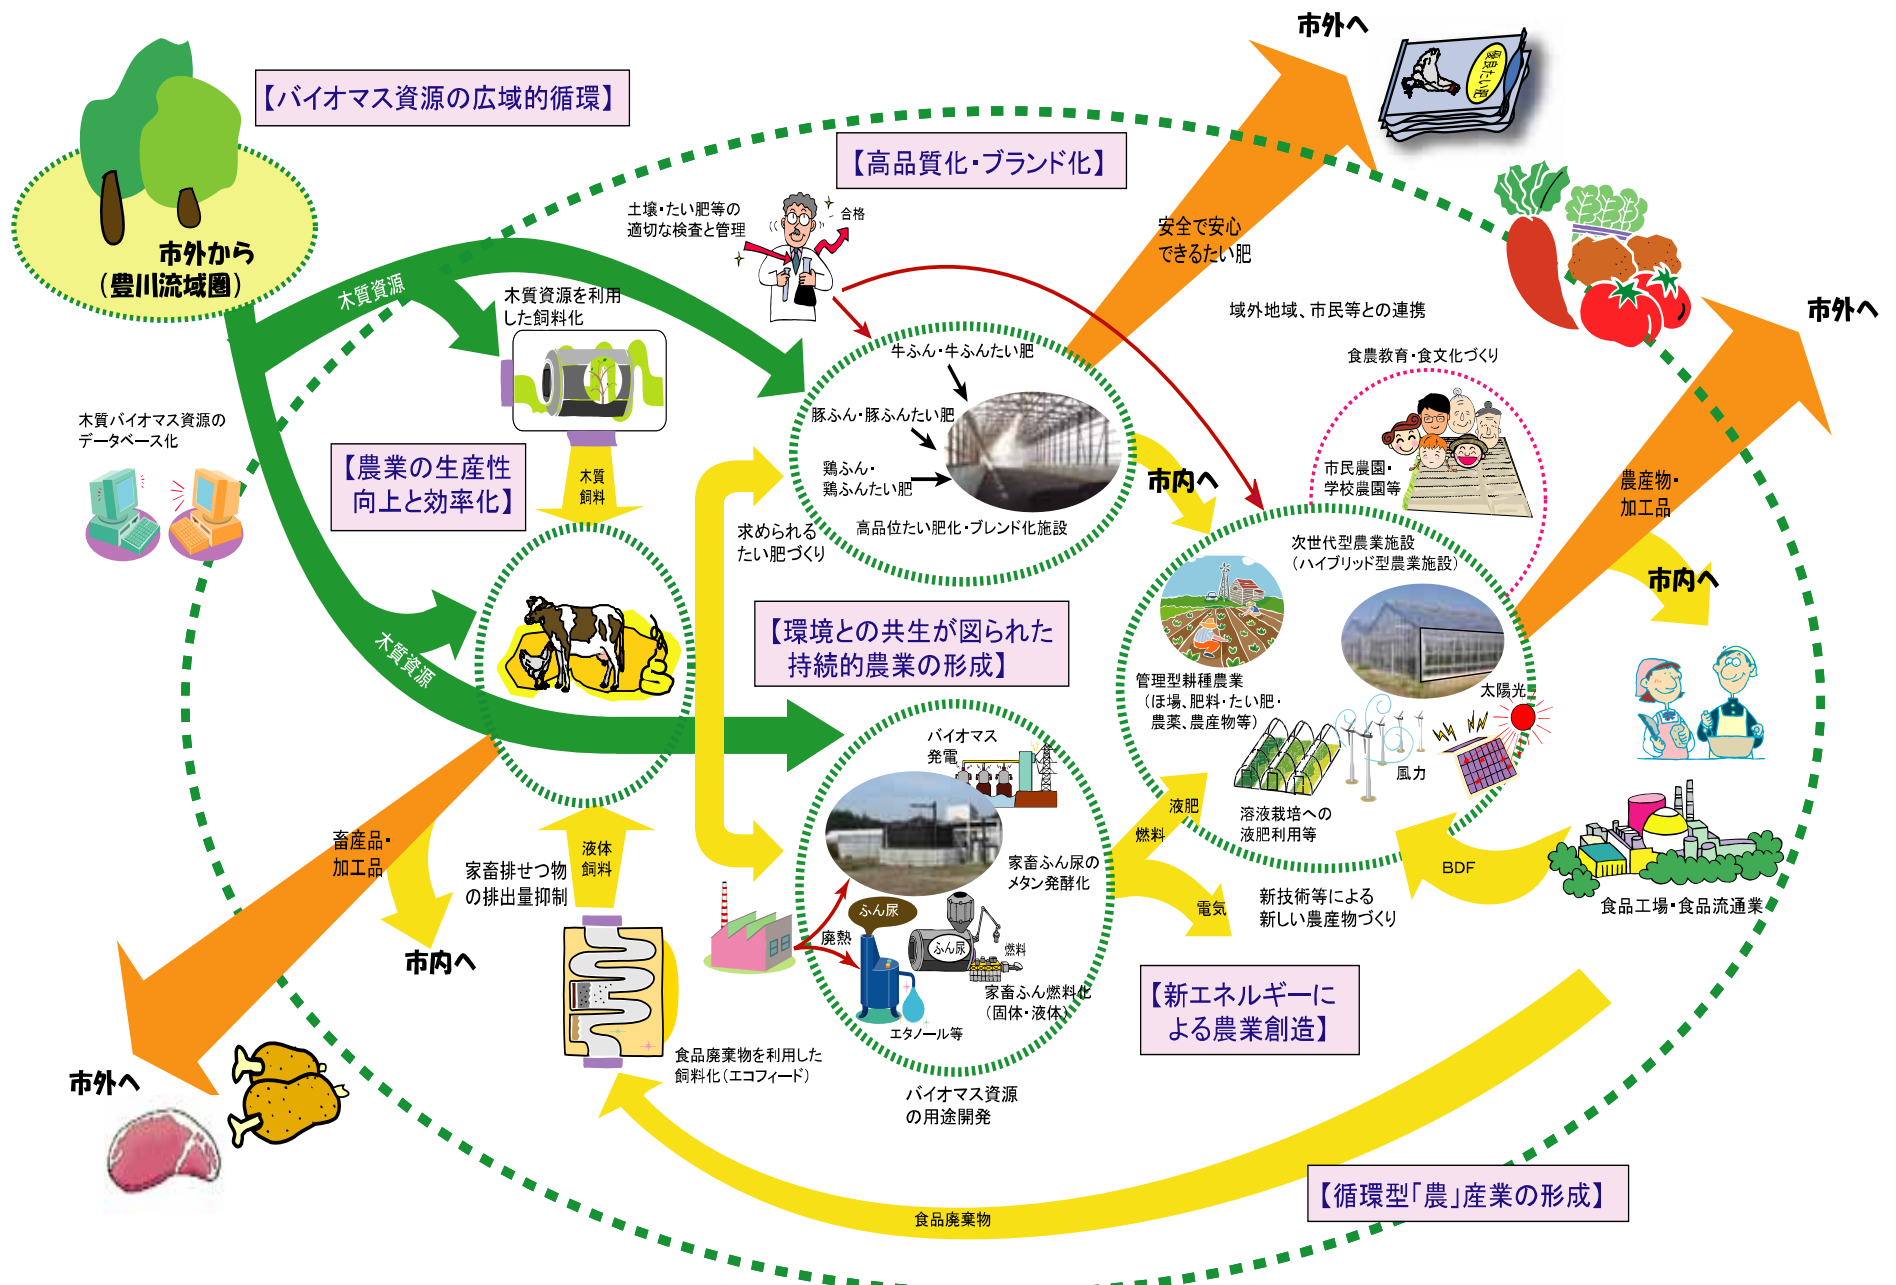 市外へ
優良たい肥
【バイオマス資源の広域的循環】
【高品質化・ブランド化】
土壌・たい肥等の
適切な検査と管理
合格
安全で安心
できるたい肥
市外から
(豊川流域圏)
木質資源
木質資源を利用
した飼料化
域外地域、市民等との連携
市外へ
牛ふん・牛ふんたい肥
食農教育・食文化づくり
豚ふん・豚ふんたい肥
鶏ふん・
鶏ふんたい肥
高品位たい肥化・ブレンド化施設
市民農園・
学校農園等
木質バイオマス資源の
データベース化
【農業の生産性
向上と効率化】
木質
飼料
市内へ
農産物・
加工品
求められる
たい肥づくり
次世代型農業施設
(ハイブリッド型農業施設)
市内へ
【環境との共生が図られた
持続的農業の形成】
木質資源
管理型耕種農業
(ほ場、肥料・たい肥・
農薬、農産物等)
太陽光
風力
バイオマス
発電
溶液栽培への
液肥利用等
液肥
燃料
畜産品・
加工品
液体
飼料
家畜排せつ物
の排出量抑制
家畜ふん尿の
メタン発酵化
BDF
電気
新技術等による
新しい農産物づくり
食品工場・食品流通業
ふん尿
廃熱
ふん尿
燃料
市内へ
家畜ふん燃料化
(固体・液体)
エタノール等
【新エネルギーに
よる農業創造】
食品廃棄物を利用した
飼料化(エコフィード)
市外へ
バイオマス資源
の用途開発
【循環型「農」産業の形成】
食品廃棄物